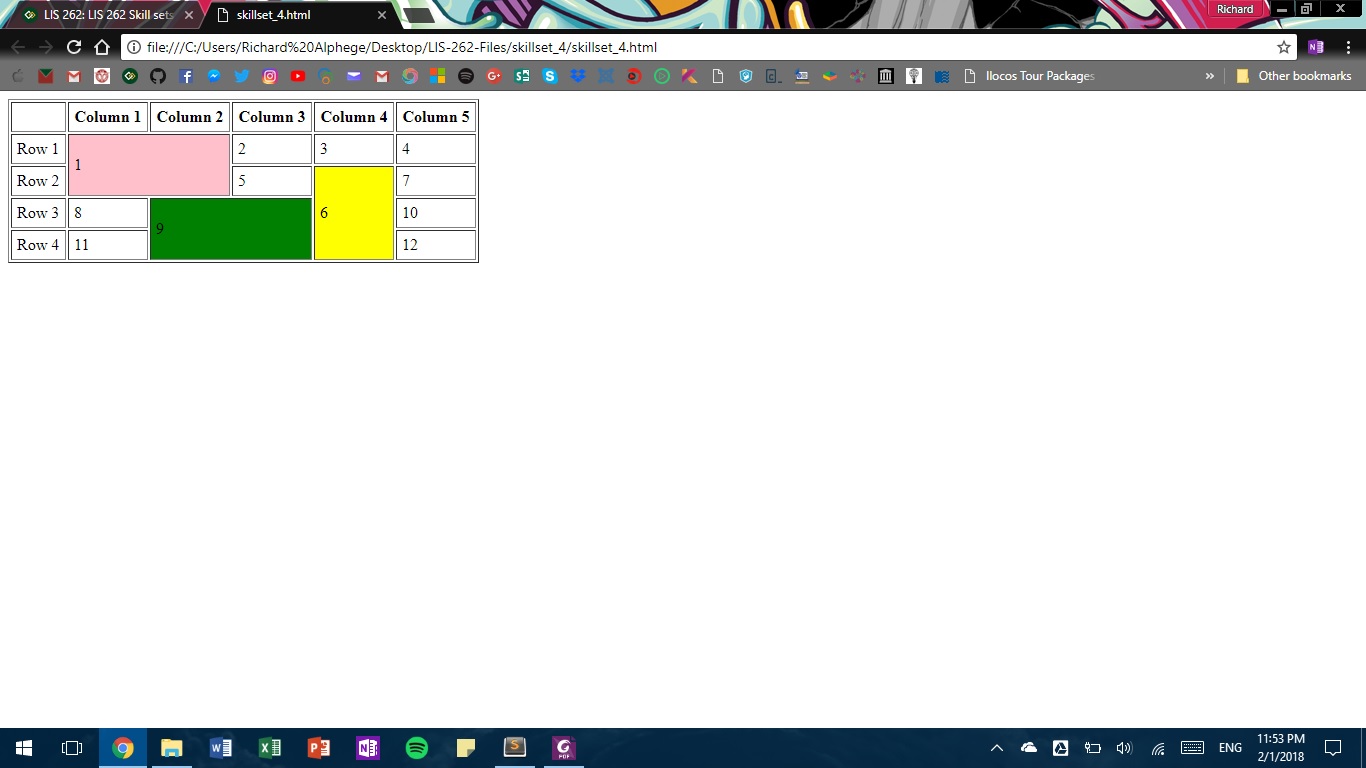 LIS 262: LIS 262 Skill sets
skillset_4.html
Richard
file:///C:/Users/Richard%20Alphege/Desktop/LIS-262-Files/skillset_4/skillset_4.html
Ilocos Tour Packages
»
Other bookmarks
Column 1 Column 2 Column 3 Column 4 Column 5
Row 1 1 2 3 4
Row 2 5 6 7
Row 3 8 9 10
Row 4 11 12
ENG
11:53 PM
2/1/2018